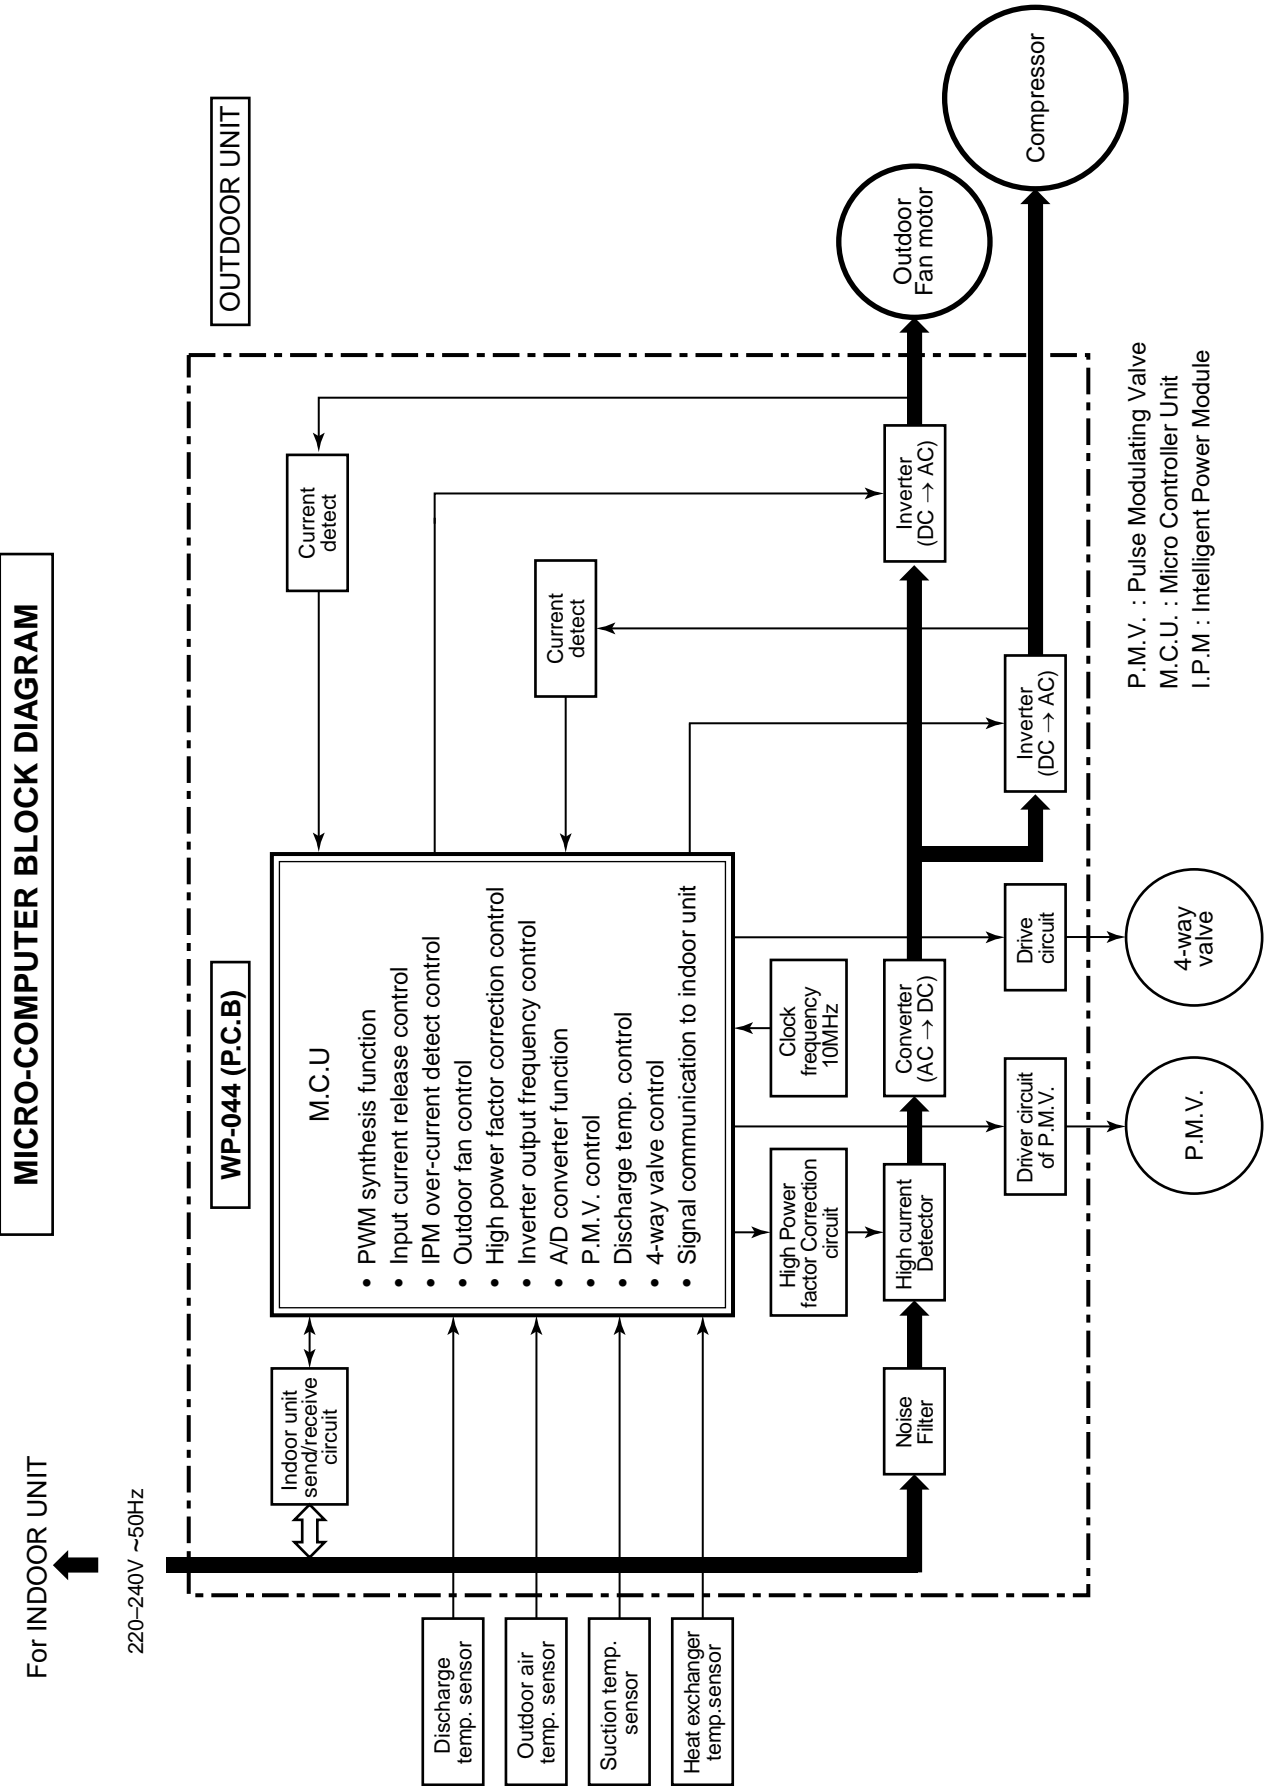 MICRO-COMPUTER BLOCK DIAGRAM
For INDOOR UNIT
220–240V ~50Hz
WP-044 (P.C.B)
OUTDOOR UNIT
Discharge
temp. sensor
Outdoor air
temp. sensor
Suction temp.
sensor
Heat exchanger
temp.sensor
Indoor unit
send/receive
circuit
M.C.U
• PWM synthesis function
• Input current release control
• IPM over-current detect control
• Outdoor fan control
• High power factor correction control
• Inverter output frequency control
• A/D converter function
• P.M.V. control
• Discharge temp. control
• 4-way valve control
• Signal communication to indoor unit
Current
detect
Current
detect
High Power
factor Correction
circuit
Clock
frequency
10MHz
Noise
Filter
High current
Detector
Converter
(AC → DC)
Inverter
(DC → AC)
Outdoor
Fan motor
Driver circuit
of P.M.V.
Drive
circuit
Inverter
(DC → AC)
Compressor
P.M.V.
4-way
valve
P.M.V. : Pulse Modulating Valve
M.C.U. : Micro Controller Unit
I.P.M : Intelligent Power Module